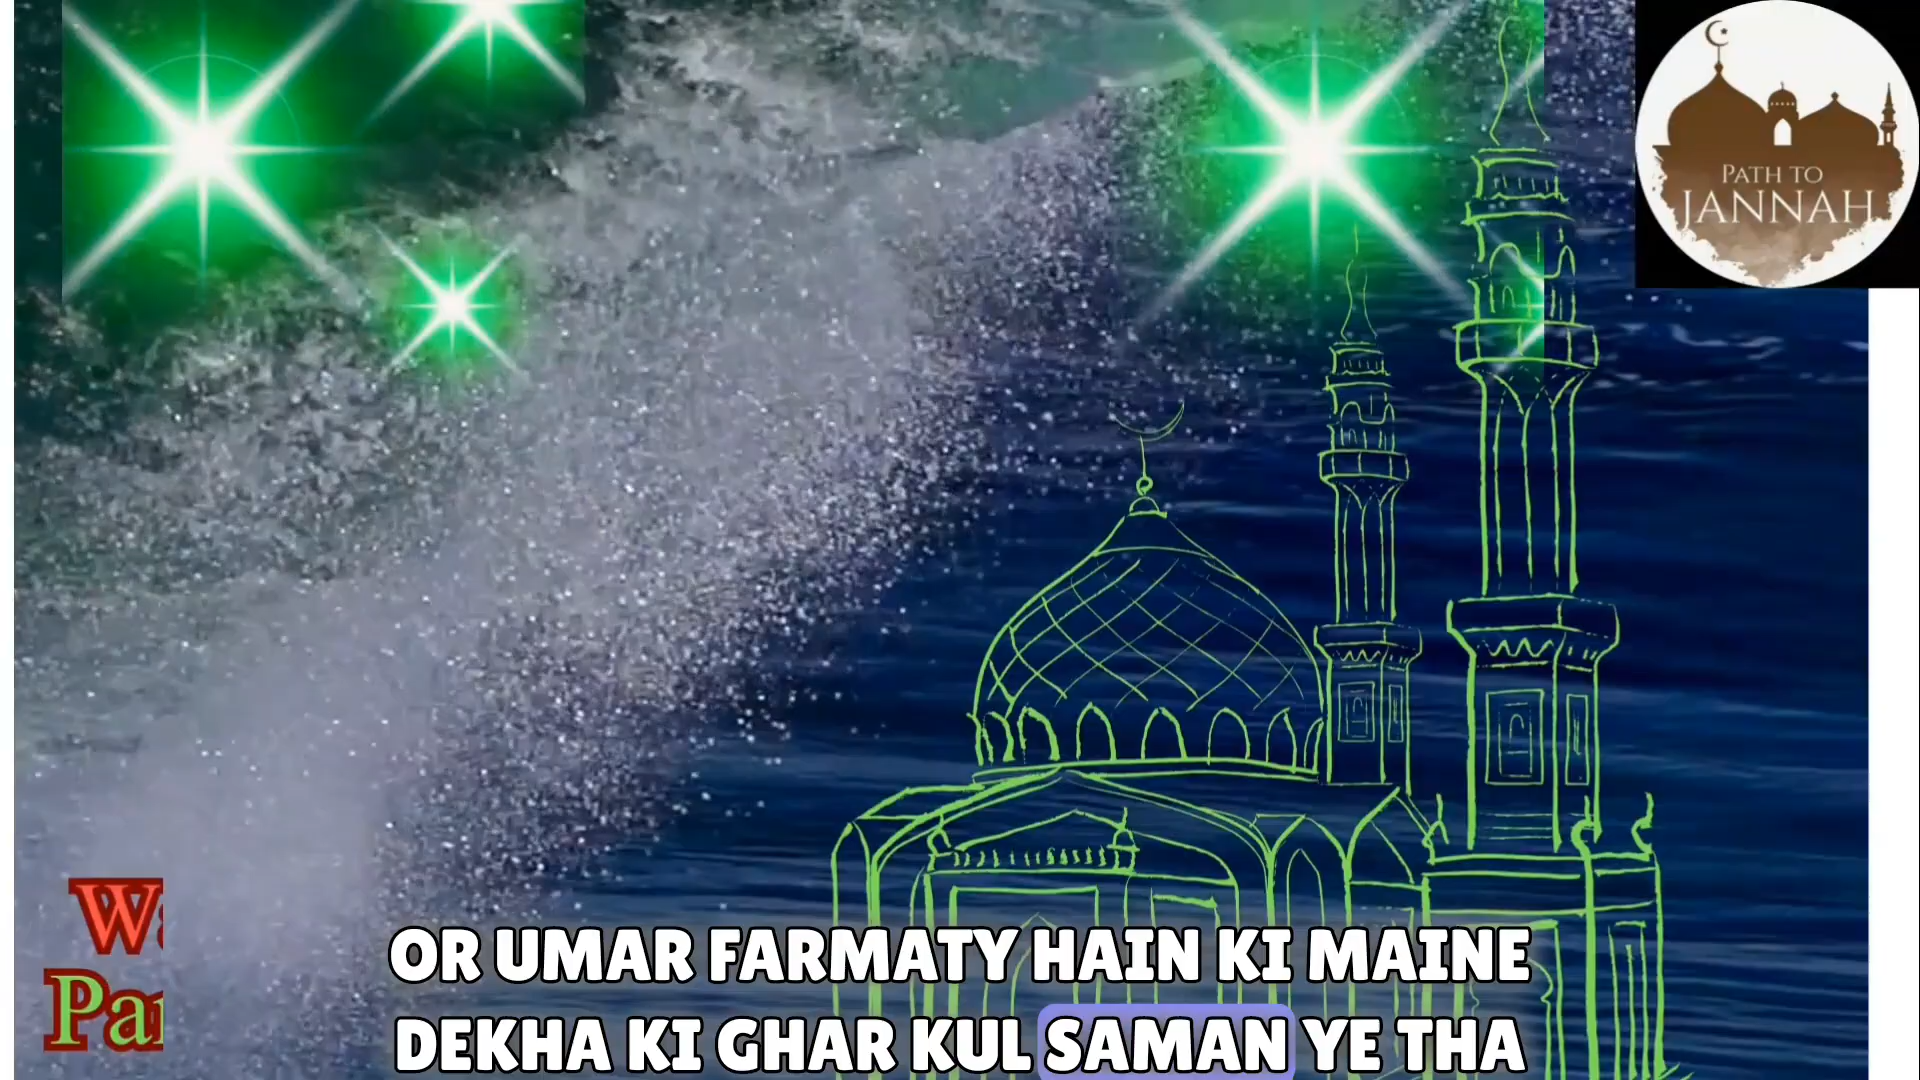 PATH TO
JANNAH
OR UMAR FARMATY HAIN KI MAINE
DEKHA KI GHAR KUL SAMAN YE THA